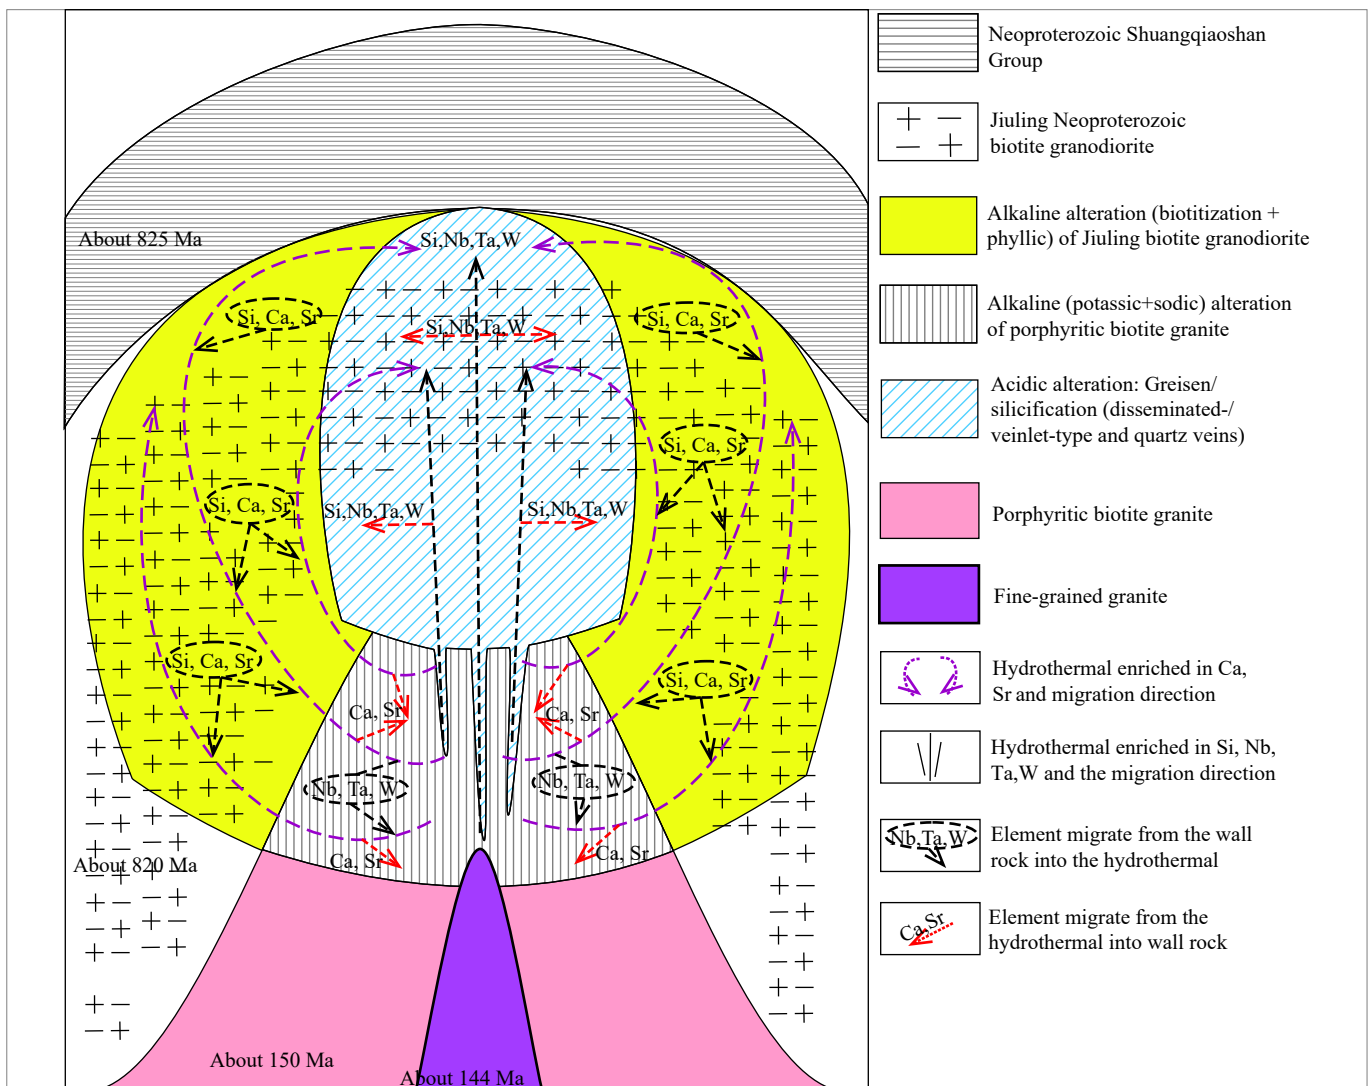 About 825 Ma
Si,Nb,Ta,W
Si, Ca, Sr
Si,Nb,Ta,W
Si, Ca, Sr
Si, Ca, Sr
Si, Ca, Sr
Si,Nb,Ta,W
Si,Nb,Ta,W
Si, Ca, Sr
Si, Ca, Sr
Ca, Sr
Ca, Sr
Nb, Ta, W
Nb, Ta, W
Ca, Sr
Ca, Sr
About 820 Ma
About 150 Ma
About 144 Ma
Neoproterozoic Shuangqiaoshan
Group
Jiuling Neoproterozoic
biotite granodiorite
Alkaline alteration (biotitization +
phyllic) of Jiuling biotite granodiorite
Alkaline (potassic+sodic) alteration
of porphyritic biotite granite
Acidic alteration: Greisen/
silicification (disseminated-/
veinlet-type and quartz veins)
Porphyritic biotite granite
Fine-grained granite
Hydrothermal enriched in Ca,
Sr and migration direction
Hydrothermal enriched in Si, Nb,
Ta,W and the migration direction
Nb,Ta,W
Element migrate from the wall
rock into the hydrothermal
Ca,Sr
Element migrate from the
hydrothermal into wall rock